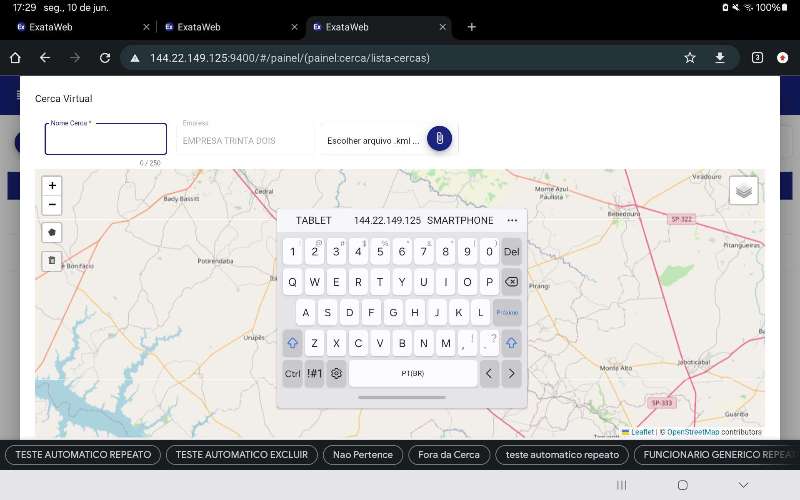 17:29 seg., 10 de jun. 100%
ExataWeb ExataWeb ExataWeb
144.22.149.125:9400/#/painel/(painel:cerca/lista-cercas) 3
Cerca Virtual
Nome Cerca * Empresa
EMPRESA TRINTA DOIS Escolher arquivo .kml ...
0 / 250
+
−
Viradouro
Cedral
Bady Bassitt
Monte Azul
Paulista
Bebedouro
SP-322
Pitangueiras
e Bonifácio
Potirendaba
Pirangi
Urupês
Monte Alto
Jaboticabal
SP-333
Guariba
TABLET 144.22.149.125 SMARTPHONE ...
1 2 3 4 5 6 7 8 9 0 Del
Q W E R T Y U I O P
A S D F G H J K L Próximo
Z X C V B N M , ! . ?
Ctrl !#1 PT(BR) < >
Leaflet | © OpenStreetMap contributors
TESTE AUTOMATICO REPEATO TESTE AUTOMATICO EXCLUIR Nao Pertence Fora da Cerca teste automatico repeato FUNCIONARIO GENERICO REPEAT